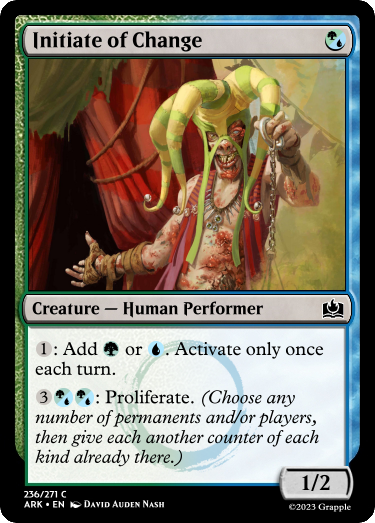 Initiate of Change
Creature — Human Performer
1: Add or . Activate only once
each turn.
3 : Proliferate. (Choose any
number of permanents and/or players,
then give each another counter of each
kind already there.)
236/271 C
ARK • EN David Auden Nash
1/2
©2023 Grapple